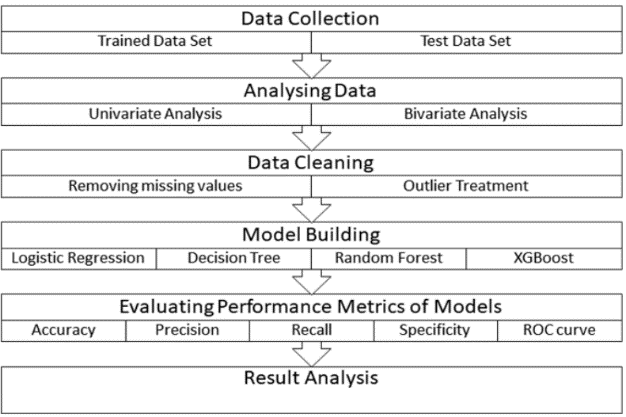 Data Collection
Trained Data Set Test Data Set
Analysing Data
Univariate Analysis Bivariate Analysis
Data Cleaning
Removing missing values Outlier Treatment
Model Building
Logistic Regression Decision Tree Random Forest XGBoost
Evaluating Performance Metrics of Models
Accuracy Precision Recall Specificity ROC curve
Result Analysis